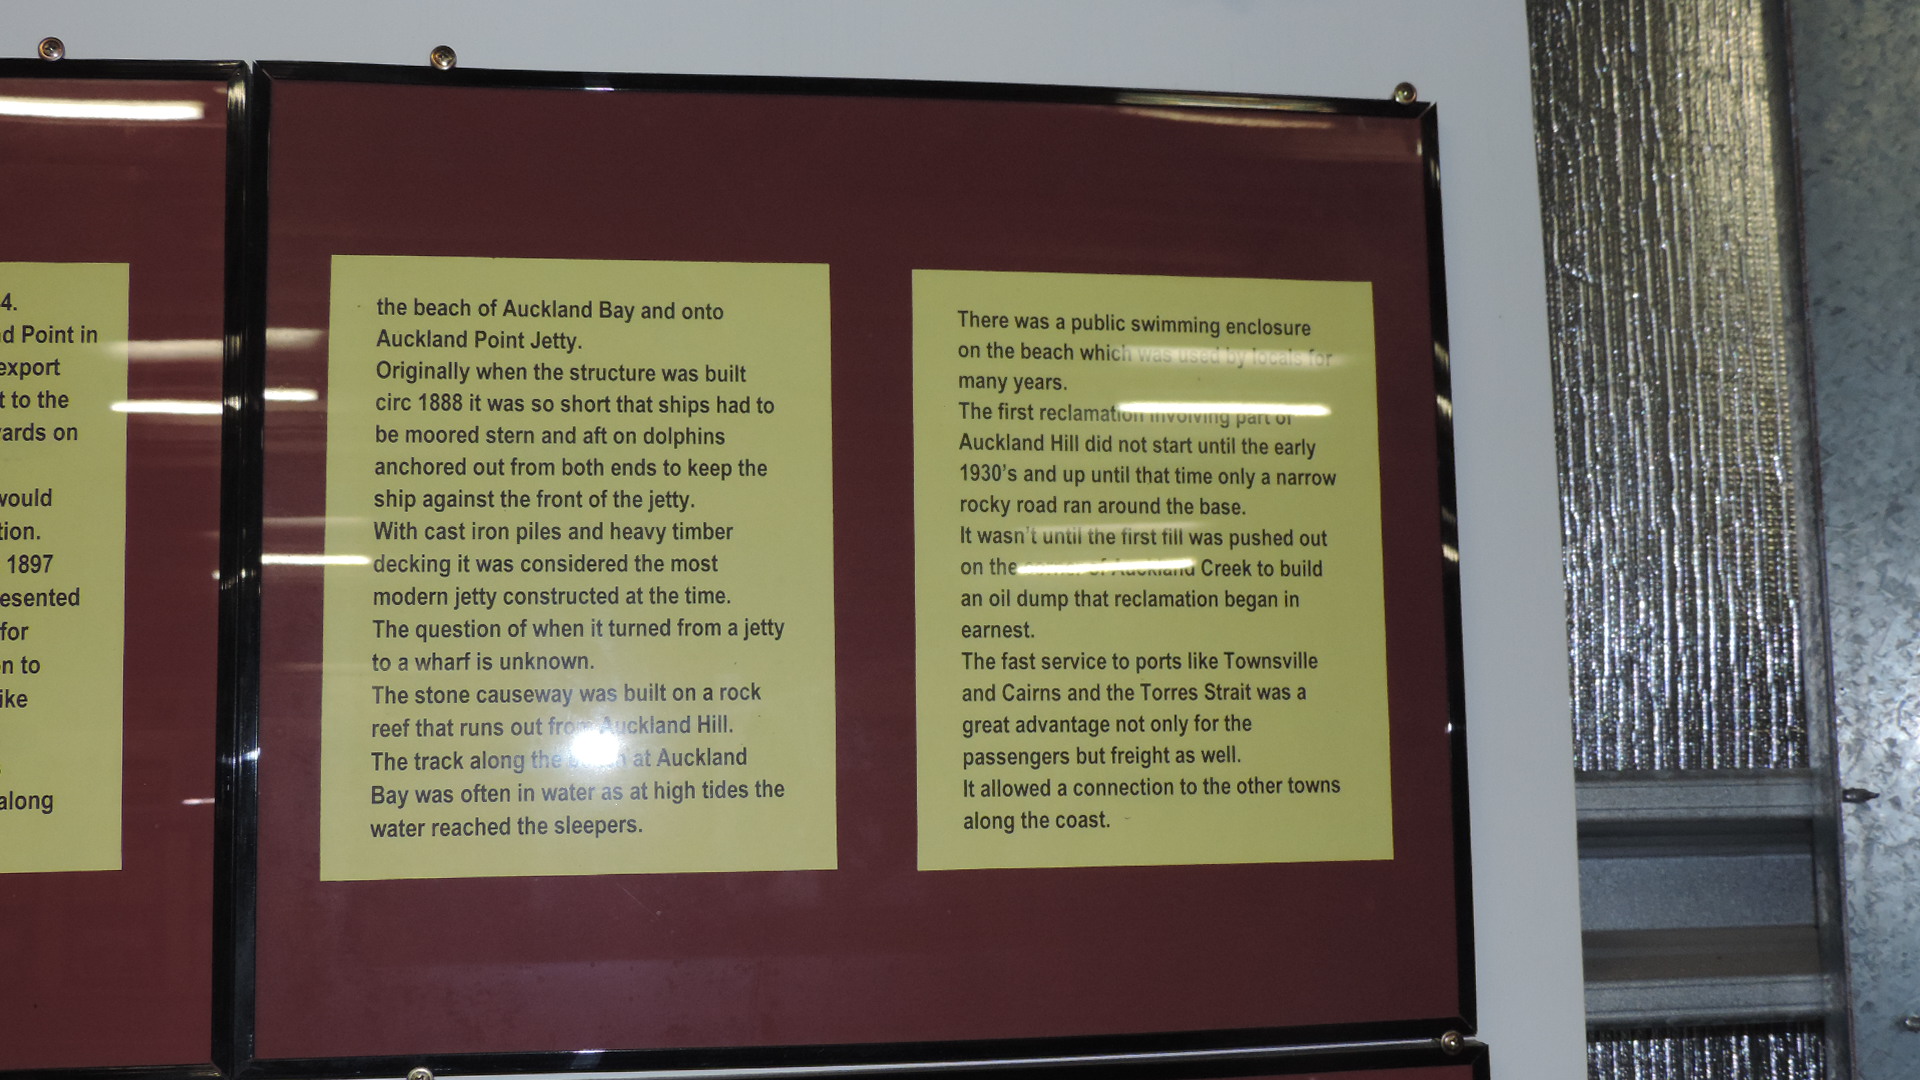 4.
d Point in
export
t to the
ards on
would
tion.
1897
esented
for
n to
ike
along
the beach of Auckland Bay and onto
Auckland Point Jetty.
Originally when the structure was built
circ 1888 it was so short that ships had to
be moored stern and aft on dolphins
anchored out from both ends to keep the
ship against the front of the jetty.
With cast iron piles and heavy timber
decking it was considered the most
modern jetty constructed at the time.
The question of when it turned from a jetty
to a wharf is unknown.
The stone causeway was built on a rock
reef that runs out from Auckland Hill.
The track along the at Auckland
Bay was often in water as at high tides the
water reached the sleepers.
There was a public swimming enclosure
on the beach which was used by locals for
many years.
The first reclamation involving part of
Auckland Hill did not start until the early
1930's and up until that time only a narrow
rocky road ran around the base.
It wasn't until the first fill was pushed out
on the of Auckland Creek to build
an oil dump that reclamation began in
earnest.
The fast service to ports like Townsville
and Cairns and the Torres Strait was a
great advantage not only for the
passengers but freight as well.
It allowed a connection to the other towns
along the coast.